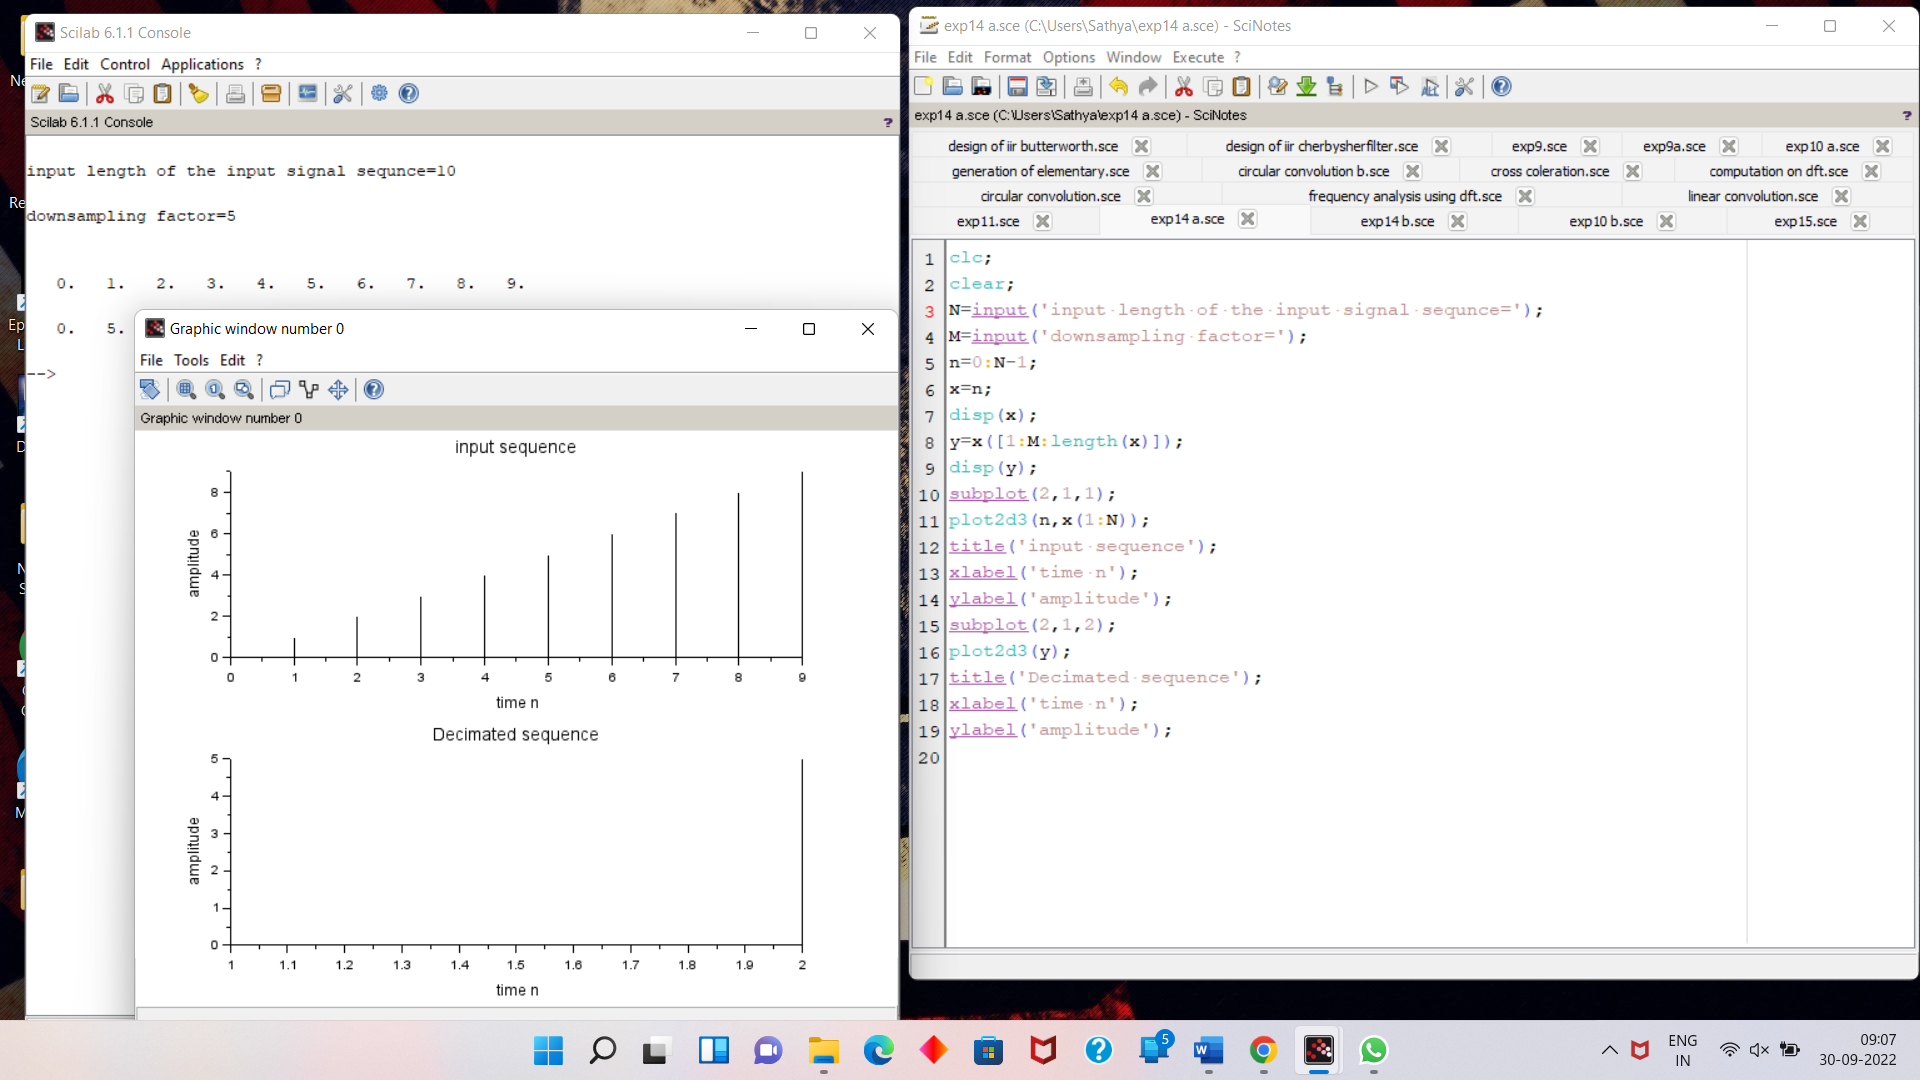 Scilab 6.1.1 Console
File Edit Control Applications ?
Scilab 6.1.1 Console ?
input length of the input signal sequnce=10
downsampling factor=5
0. 1. 2. 3. 4. 5. 6. 7. 8. 9.
0. 5.
-->
Graphic window number 0
File Tools Edit ?
Graphic window number 0
input sequence
amplitude
8
6
4
2
0
0 1 2 3 4 5 6 7 8 9
time n
Decimated sequence
amplitude
5
4
3
2
1
0
1 1.1 1.2 1.3 1.4 1.5 1.6 1.7 1.8 1.9 2
time n
exp14 a.sce (C:\Users\Sathya\exp14 a.sce) - SciNotes
File Edit Format Options Window Execute ?
exp14 a.sce (C:\Users\Sathya\exp14 a.sce) - SciNotes ?
design of iir butterworth.sce design of iir cherbysherfilter.sce exp9.sce exp9a.sce exp10 a.sce
generation of elementary.sce circular convolution b.sce cross coleration.sce computation on dft.sce
circular convolution.sce frequency analysis using dft.sce linear convolution.sce
exp11.sce exp14 a.sce exp14 b.sce exp10 b.sce exp15.sce
1 clc;
2 clear;
3 N=input('input length of the input signal sequnce=');
4 M=input('downsampling factor=');
5 n=0:N-1;
6 x=n;
7 disp(x);
8 y=x([1:M:length(x)]);
9 disp(y);
10 subplot(2,1,1);
11 plot2d3(n,x(1:N));
12 title('input sequence');
13 xlabel('time n');
14 ylabel('amplitude');
15 subplot(2,1,2);
16 plot2d3(y);
17 title('Decimated sequence');
18 xlabel('time n');
19 ylabel('amplitude');
20
5
ENG
IN
09:07
30-09-2022